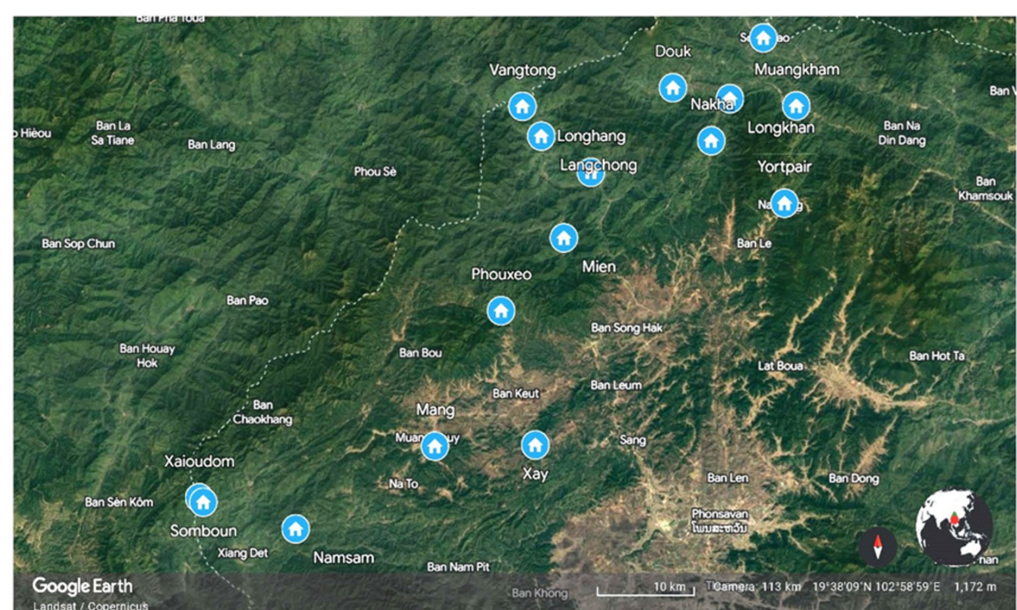 Ban Pha Toua
Douk
Muangkham
Vangtong
Nakha
Longkhan
Ban
Ban La
Sa Tiane
Ban Lang
Longhang
Ban Na
Din Dang
Langchong
Yortpair
Phou Sè
Ban
Khamsouk
Ban Sop Chun
Ban Le
Mien
Phouxeo
Ban Pao
Ban Song Hak
Ban Houay
Hok
Ban Bou
Ban Hot Ta
Lat Boua
Ban Leum
Ban Keut
Ban
Chaokhang
Mang
Sang
Xay
Xaioudom
Na To
Ban Len
Ban Dong
Ban Sèn Kôm
Phonsavan
ໂພນສະຫວັນ
Somboun
Xiang Det
Namsam
Ban Nam Pit
Ban Khong
Google Earth
Landsat / Copernicus
10 km
Camera: 113 km 19°38'09"N 102°58'59"E 1,172 m